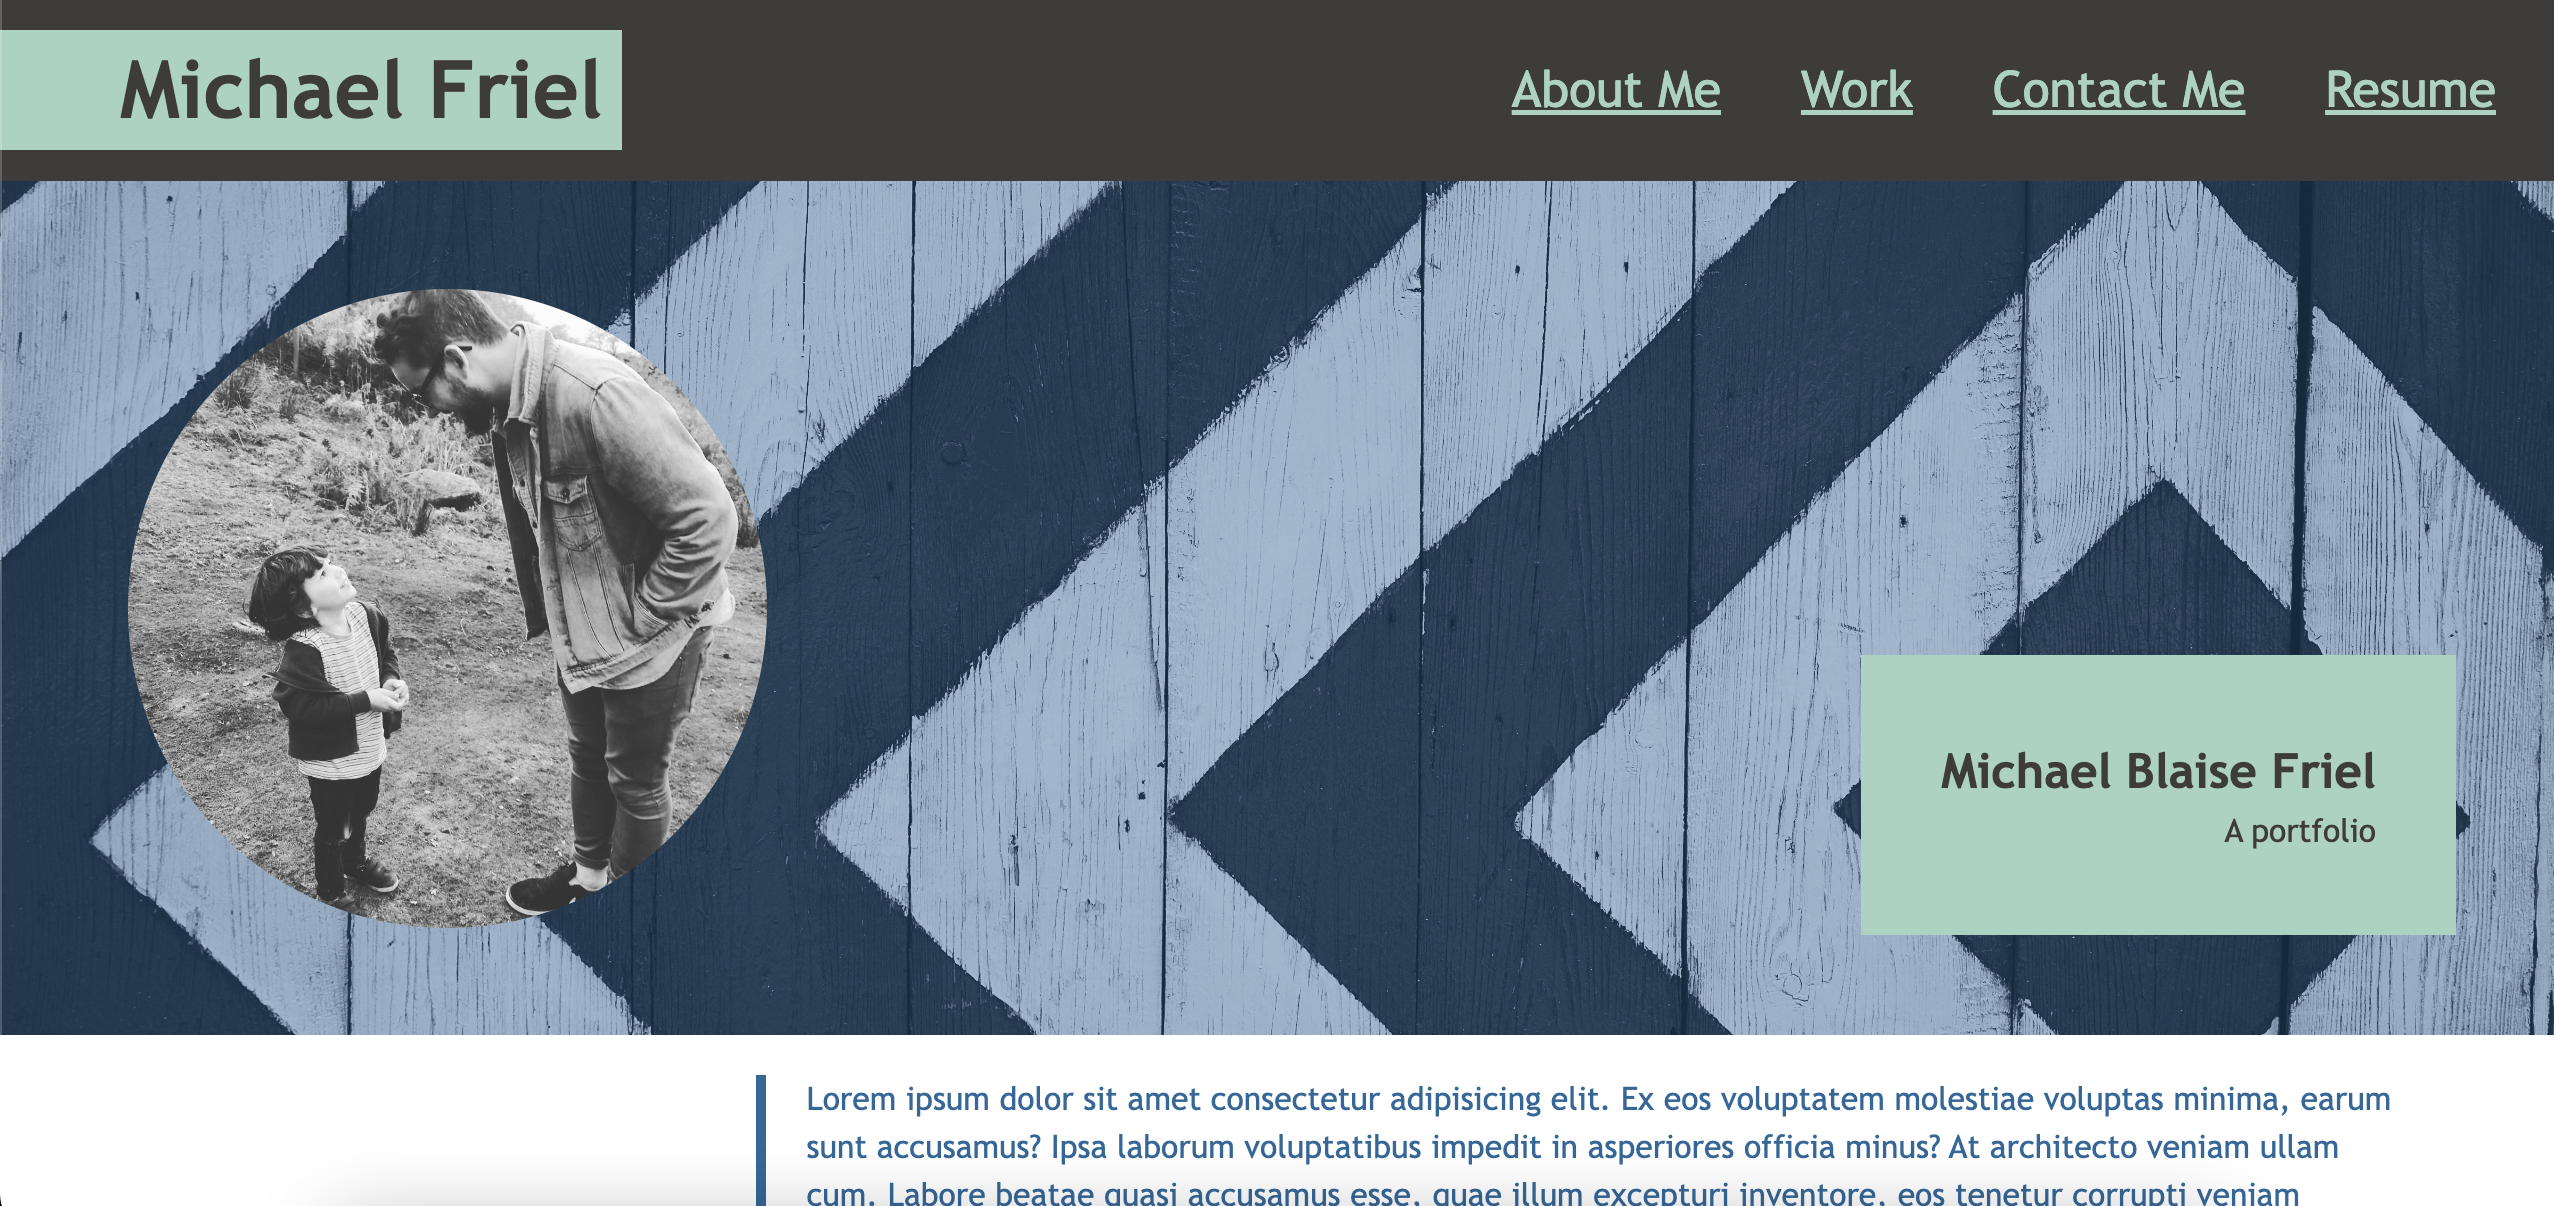 Michael Friel
About Me Work Contact Me Resume
Michael Blaise Friel
A portfolio
Lorem ipsum dolor sit amet consectetur adipisicing elit. Ex eos voluptatem molestiae voluptas minima, earum
sunt accusamus? Ipsa laborum voluptatibus impedit in asperiores officia minus? At architecto veniam ullam
cum. Labore beatae quasi accusamus esse, quae illum excepturi inventore, eos tenetur corrupti veniam